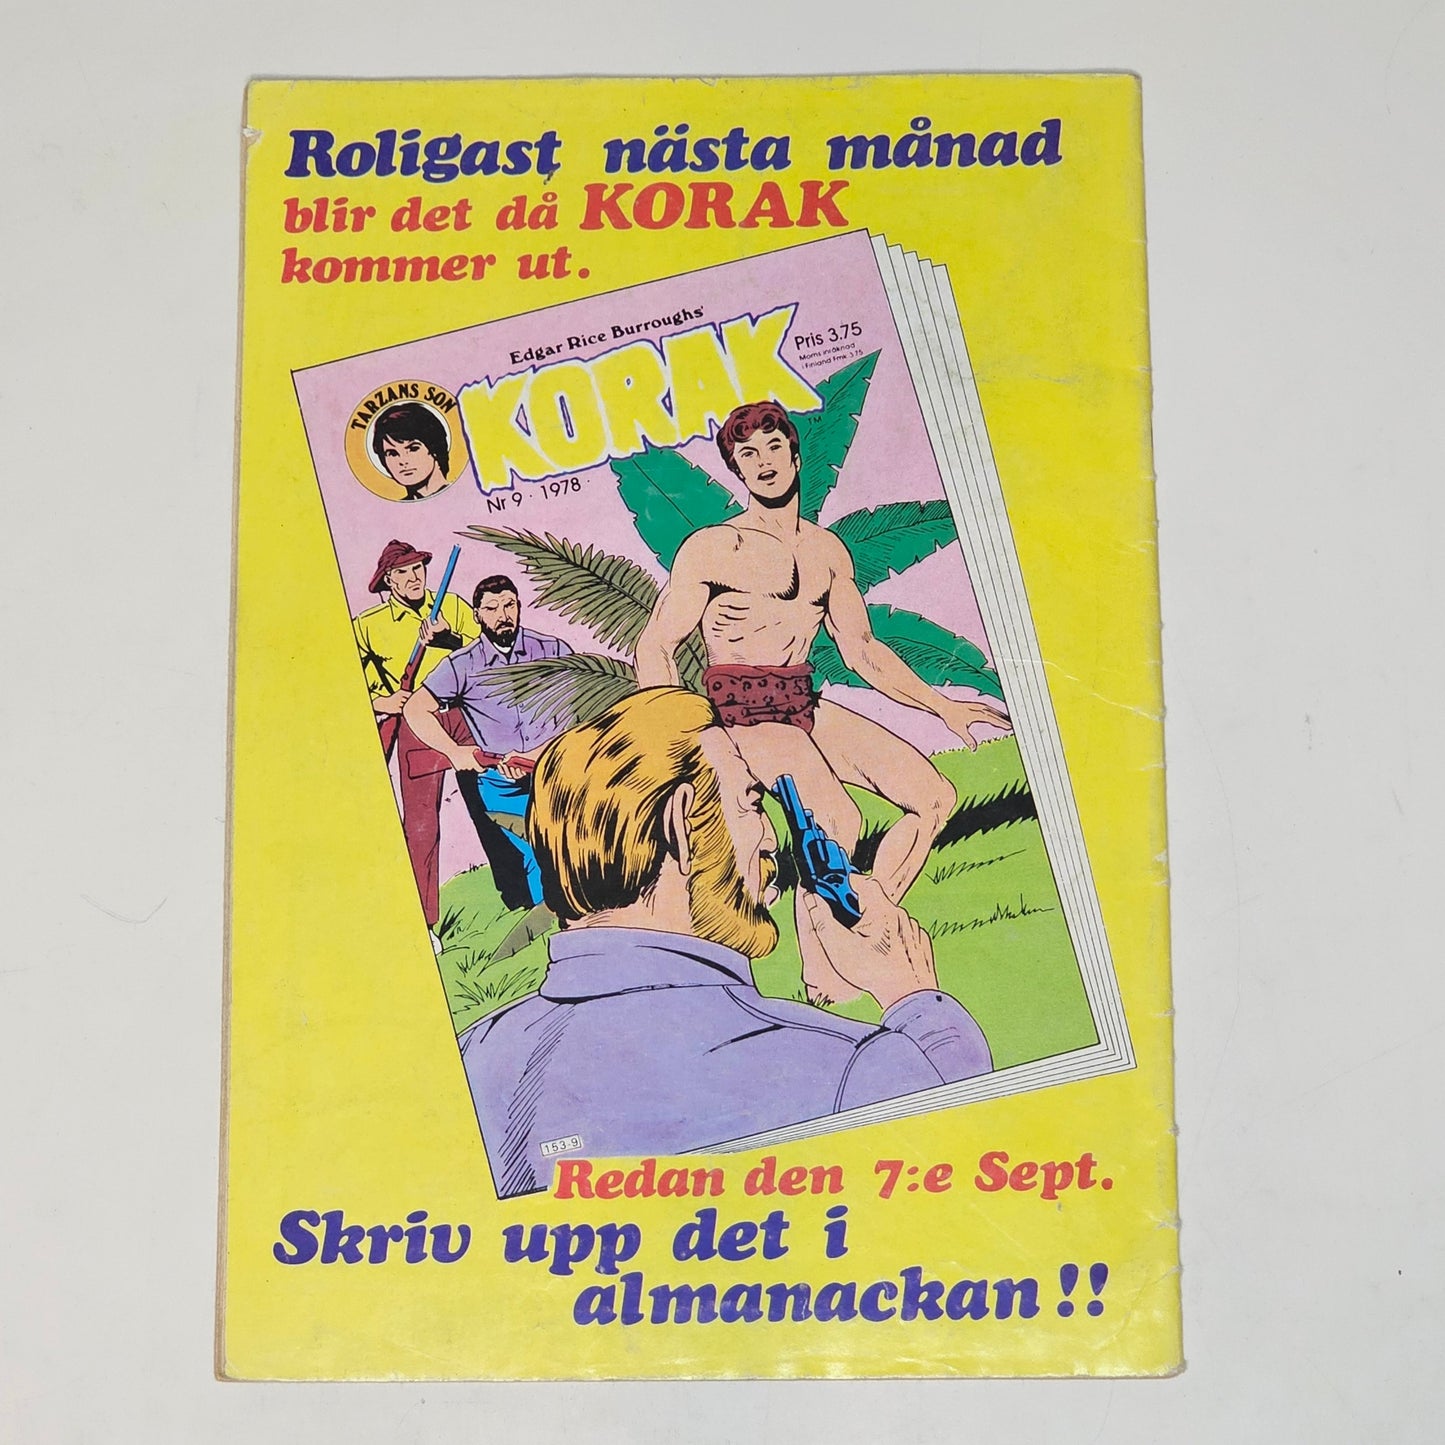 Roligast nästa månad
blir det då KORAK
kommer ut.
Edgar Rice Burroughs'
KORAK
TM
Pris 3.75
Moms inräknad
i Finland Fmk 3.75
TARZANS SON
Nr 9 · 1978 ·
153-9
Redan den 7:e Sept.
Skriv upp det i
almanackan!!